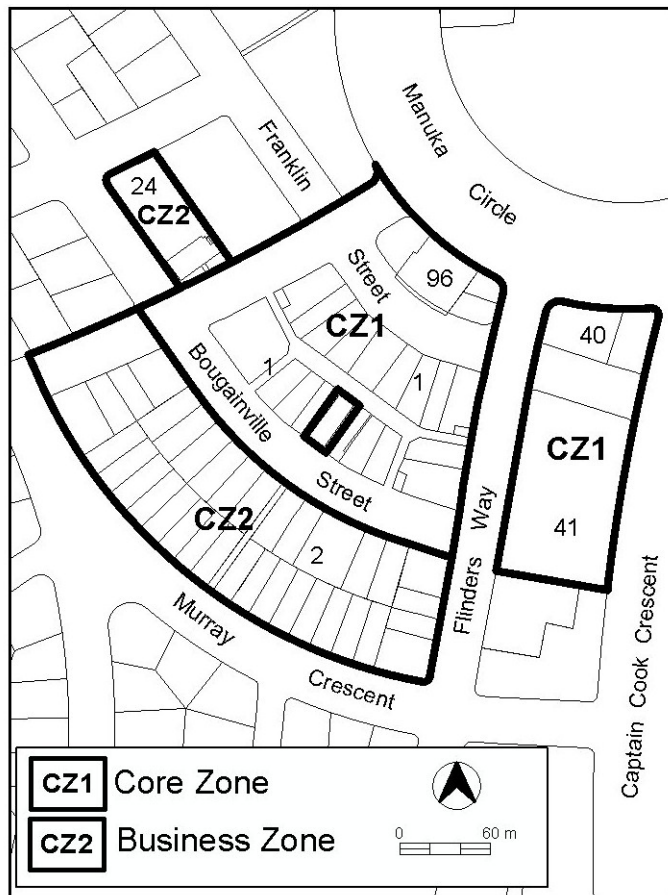 Manuka
Circle
Franklin
Street
24
CZ2
96
40
CZ1
1
1
Bougainville
Street
CZ1
41
CZ2
2
Flinders Way
Murray
Crescent
Captain Cook Crescent
CZ1 Core Zone
CZ2 Business Zone
0 60 m